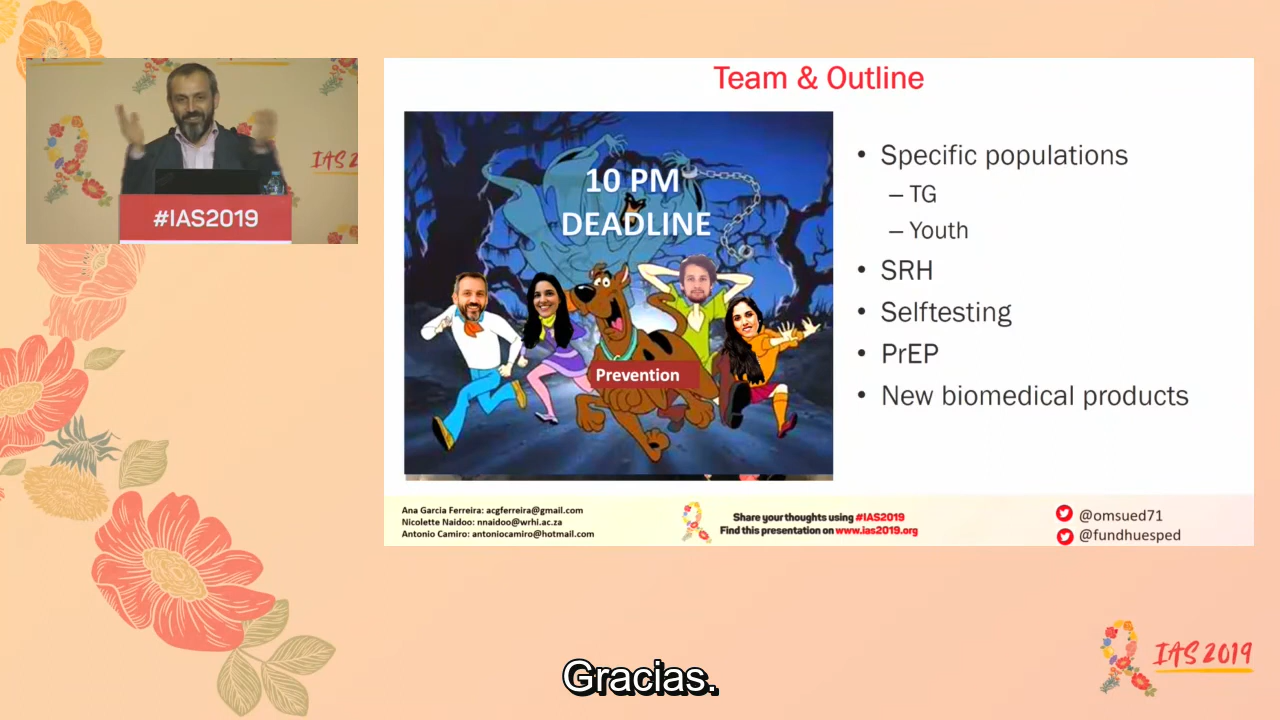 Team & Outline
IAS 2
#IAS2019
10 PM
DEADLINE
Prevention
• Specific populations
– TG
– Youth
• SRH
• Selftesting
• PrEP
• New biomedical products
Ana Garcia Ferreira: acgferreira@gmail.com
Nicolette Naidoo: nnaidoo@wrhi.ac.za
Antonio Camiro: antoniocamiro@hotmail.com
Share your thoughts using #IAS2019
Find this presentation on www.ias2019.org
@omsued71
@fundhuesped
IAS 2019
Gracias.